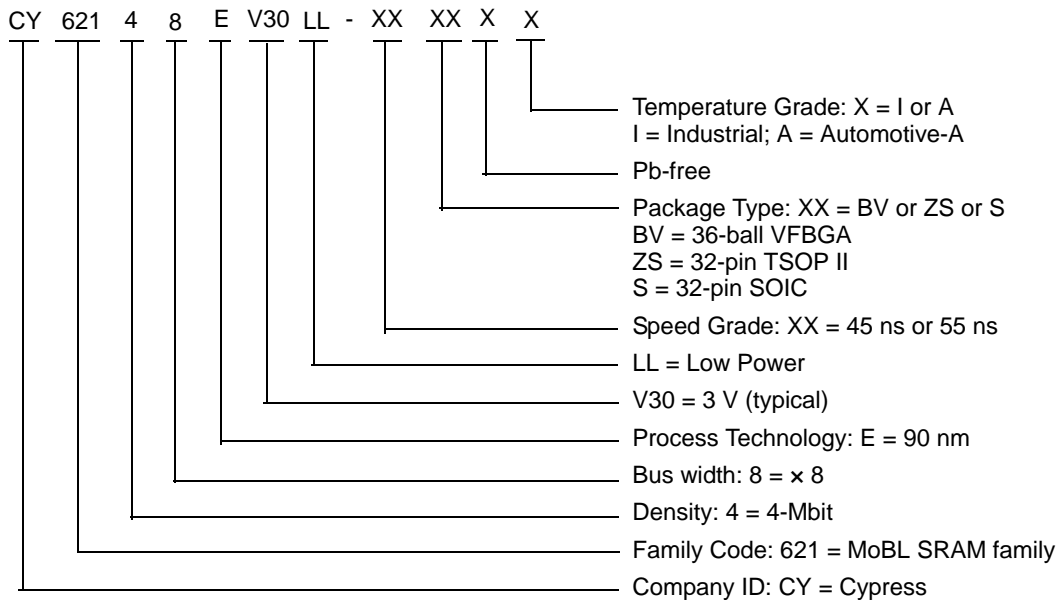 CY 621 4 8 E V30 LL - XX XX X X
Temperature Grade: X = I or A
I = Industrial; A = Automotive-A
Pb-free
Package Type: XX = BV or ZS or S
BV = 36-ball VFBGA
ZS = 32-pin TSOP II
S = 32-pin SOIC
Speed Grade: XX = 45 ns or 55 ns
LL = Low Power
V30 = 3 V (typical)
Process Technology: E = 90 nm
Bus width: 8 = × 8
Density: 4 = 4-Mbit
Family Code: 621 = MoBL SRAM family
Company ID: CY = Cypress